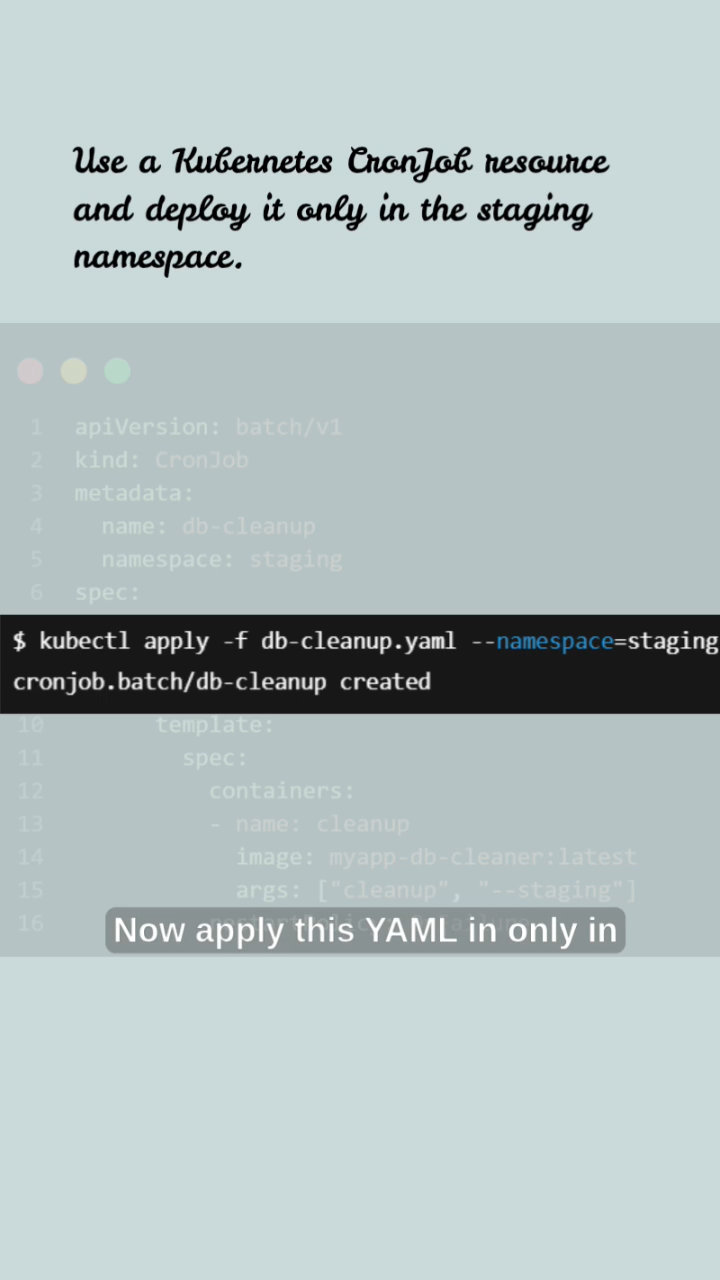 Use a Kubernetes CronJob resource
and deploy it only in the staging
namespace.
1 apiVersion: batch/v1
2 kind: CronJob
3 metadata:
4 name: db-cleanup
5 namespace: staging
6 spec:
$ kubectl apply -f db-cleanup.yaml --namespace=staging
cronjob.batch/db-cleanup created
10 template:
11 spec:
12 containers:
13 - name: cleanup
14 image: myapp-db-cleaner:latest
15 args: ["cleanup", "--staging"]
16
Now apply this YAML in only in